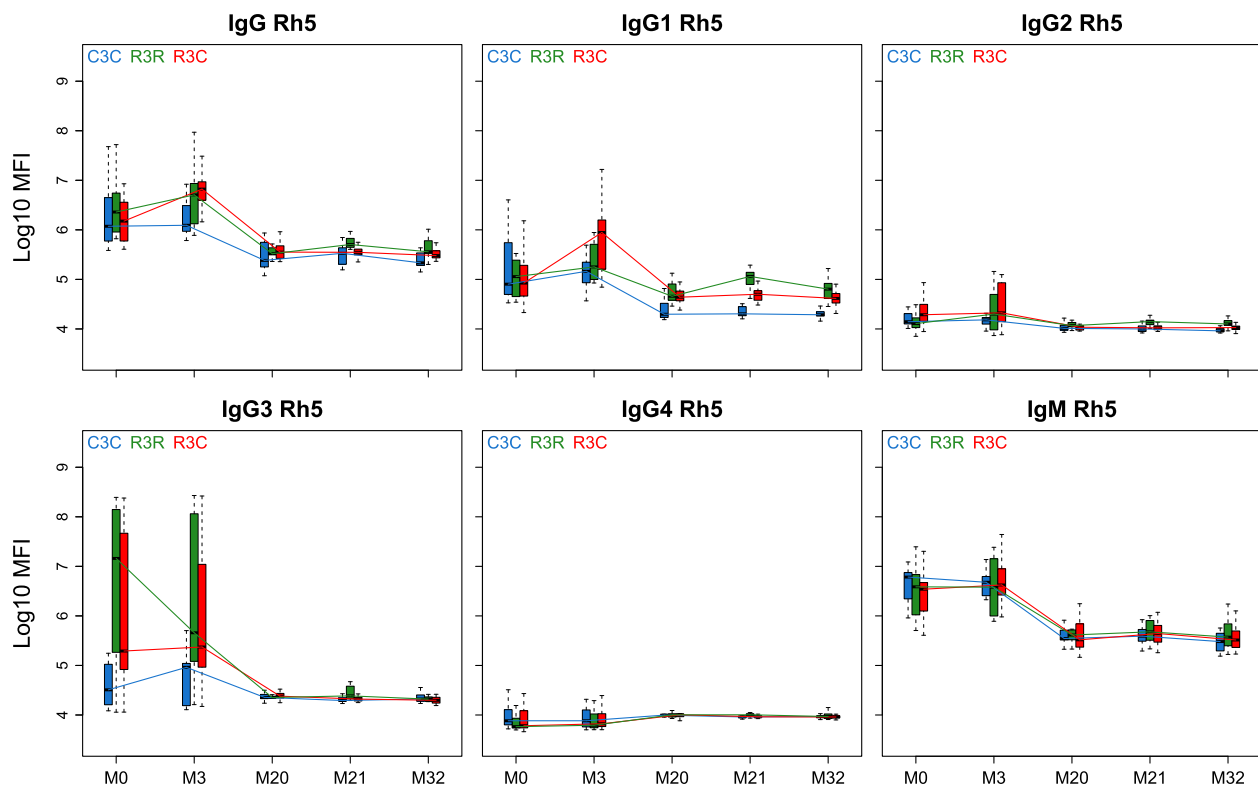 IgG Rh5
IgG1 Rh5
IgG2 Rh5
C3C R3R R3C
C3C R3R R3C
C3C R3R R3C
Log10 MFI
9
8
7
6
5
4
IgG3 Rh5
IgG4 Rh5
IgM Rh5
C3C R3R R3C
C3C R3R R3C
C3C R3R R3C
Log10 MFI
9
8
7
6
5
4
M0 M3 M20 M21 M32
M0 M3 M20 M21 M32
M0 M3 M20 M21 M32